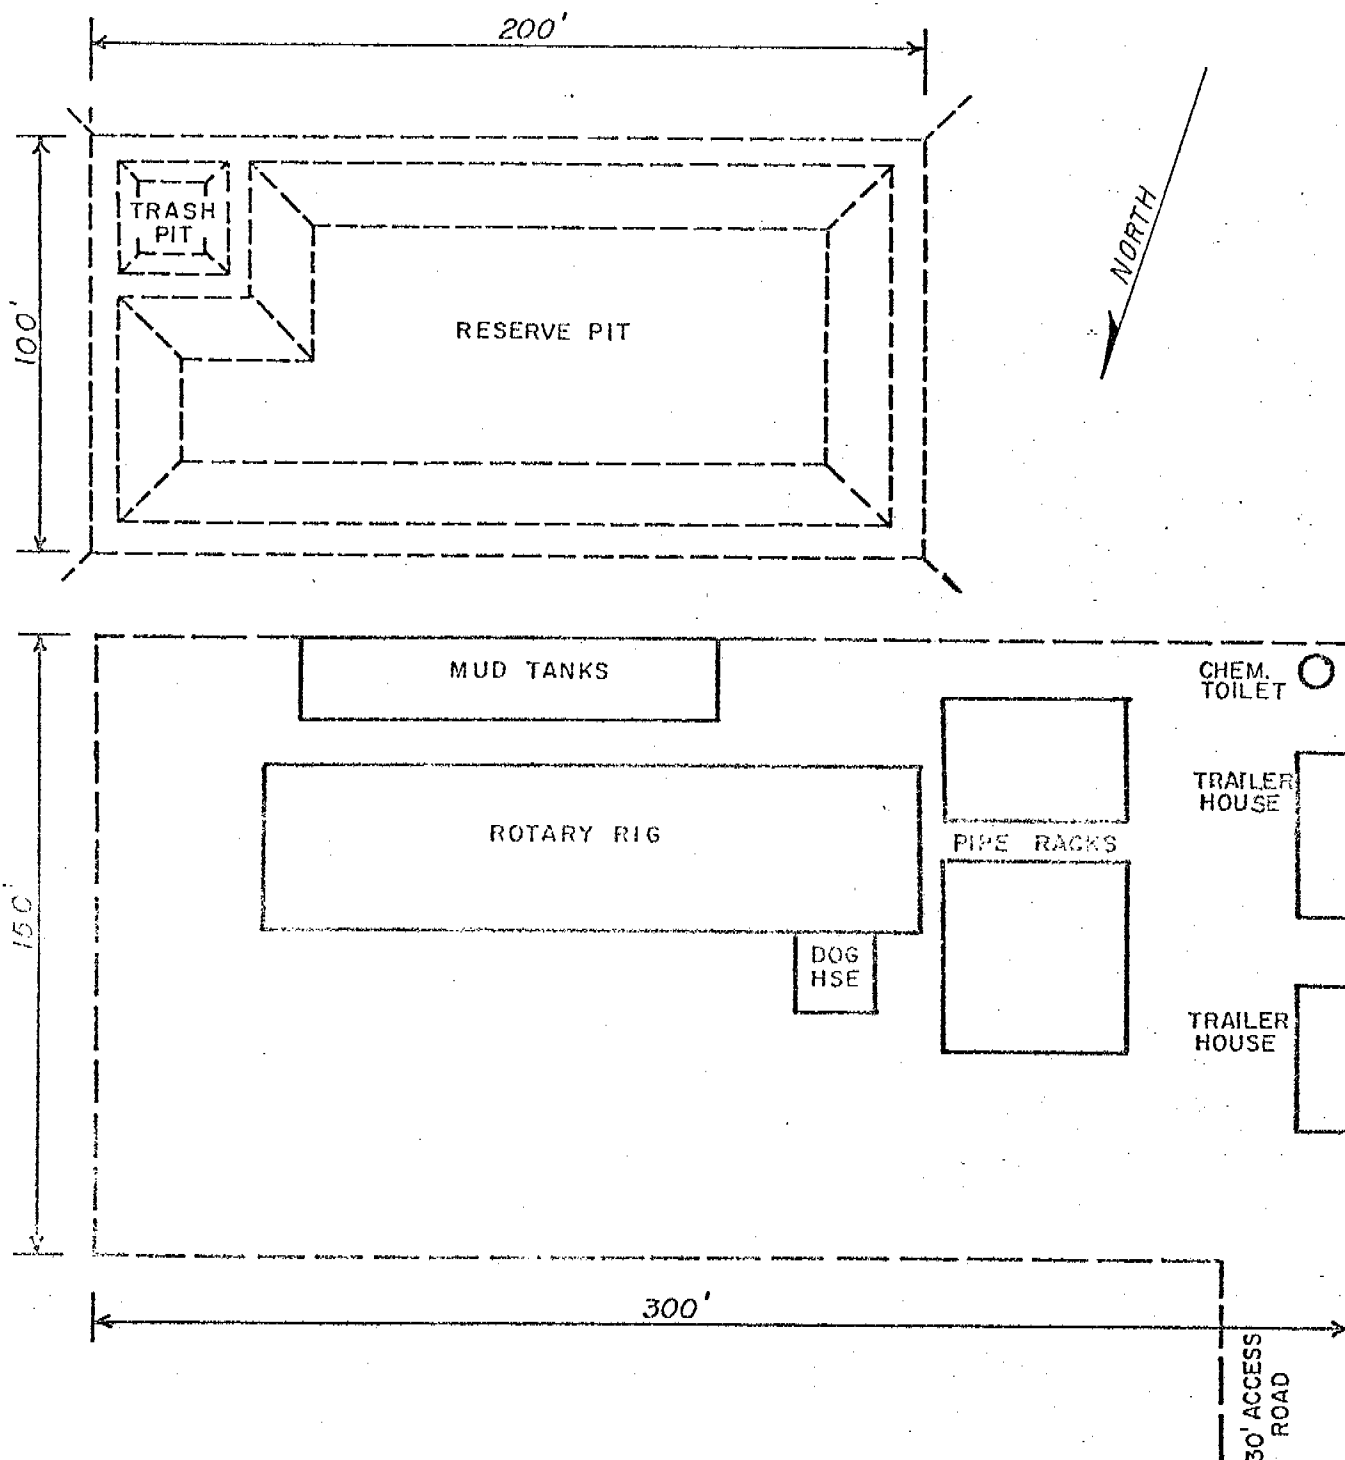 200'
TRASH
PIT
100'
RESERVE PIT
NORTH
MUD TANKS
CHEM.
TOILET
TRAILER
HOUSE
ROTARY RIG
PIPE RACKS
150'
DOG
HSE
TRAILER
HOUSE
300'
30' ACCESS
ROAD